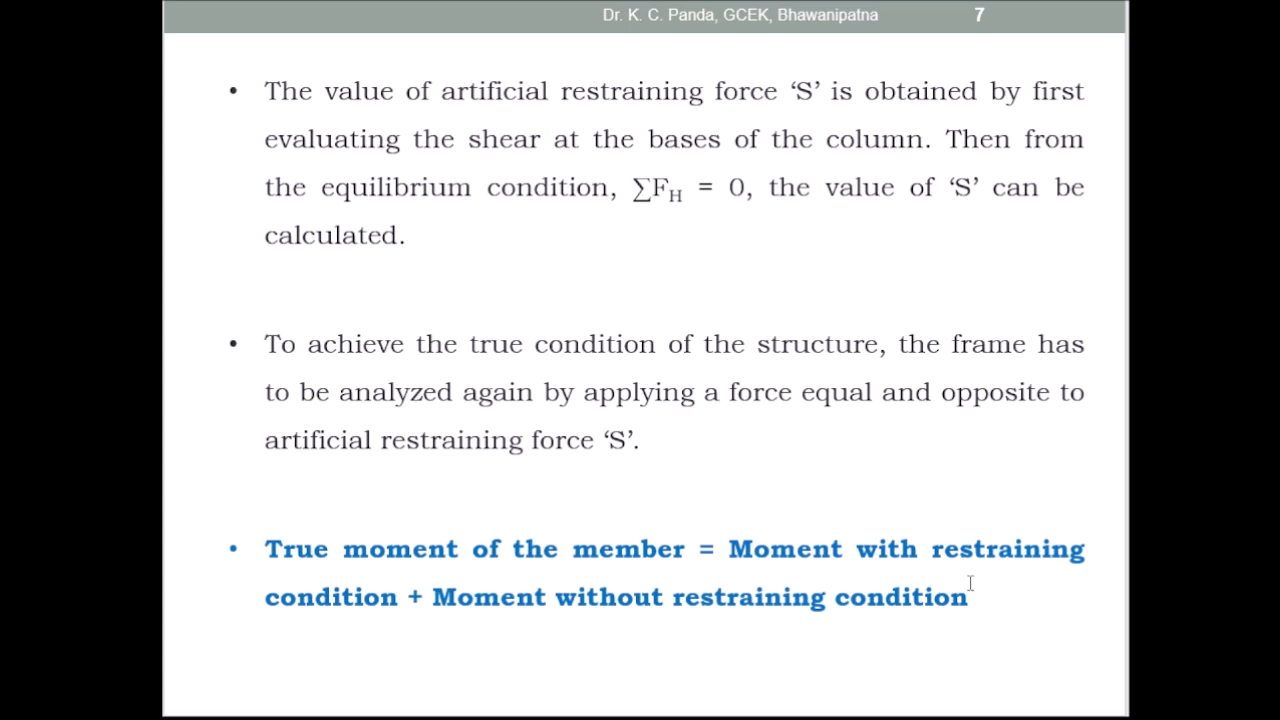 Dr. K. C. Panda, GCEK, Bhawanipatna 7
• The value of artificial restraining force ‘S’ is obtained by first
evaluating the shear at the bases of the column. Then from
the equilibrium condition, ∑F_H = 0, the value of ‘S’ can be
calculated.
• To achieve the true condition of the structure, the frame has
to be analyzed again by applying a force equal and opposite to
artificial restraining force ‘S’.
• True moment of the member = Moment with restraining
condition + Moment without restraining condition